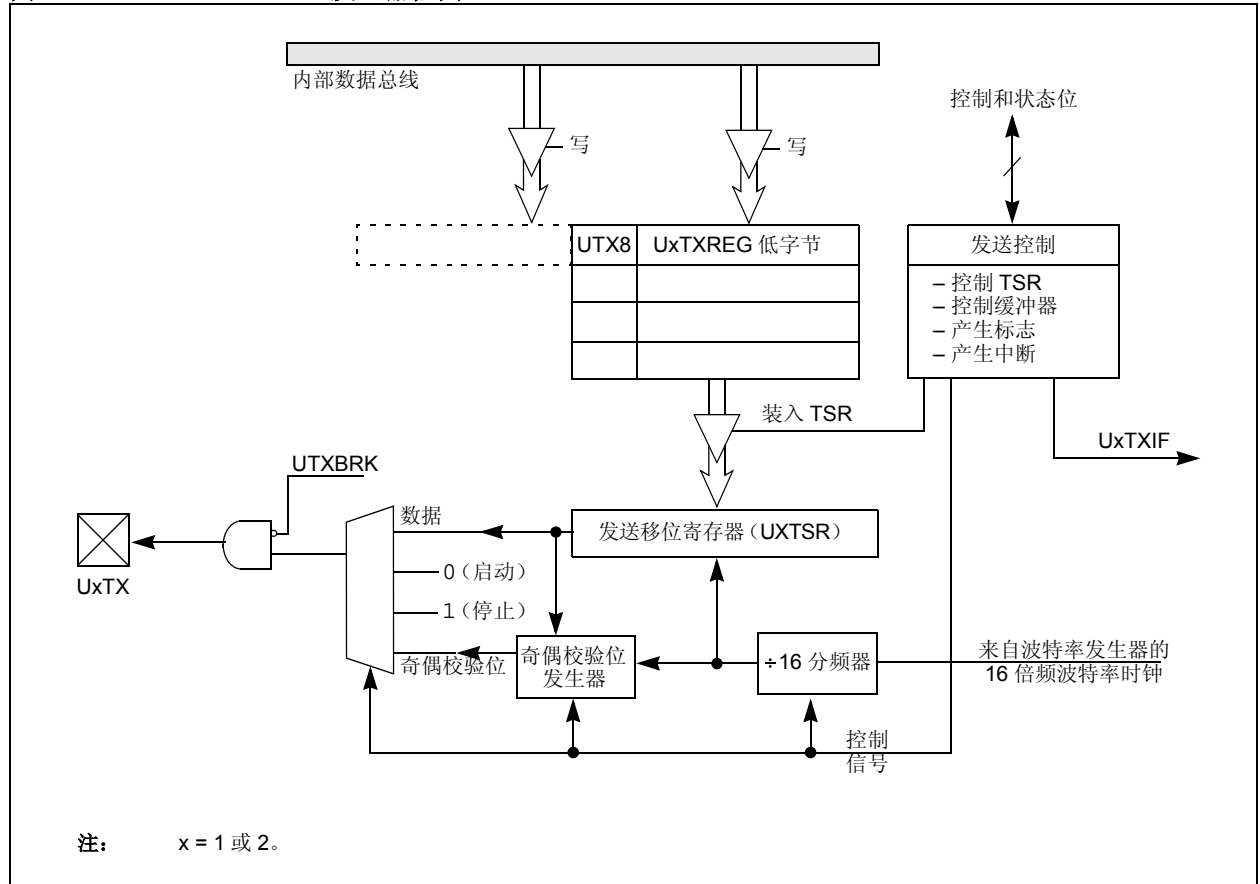 内部数据总线
控制和状态位
写
写
UTX8
UxTXREG 低字节
发送控制
– 控制 TSR
– 控制缓冲器
– 产生标志
– 产生中断
装入 TSR
UxTXIF
UTXBRK
数据
发送移位寄存器（UXTSR）
UxTX
0（启动）
1（停止）
奇偶校验位
奇偶校验位
发生器
÷16 分频器
来自波特率发生器的
16 倍频波特率时钟
控制
信号
注： x = 1 或 2。